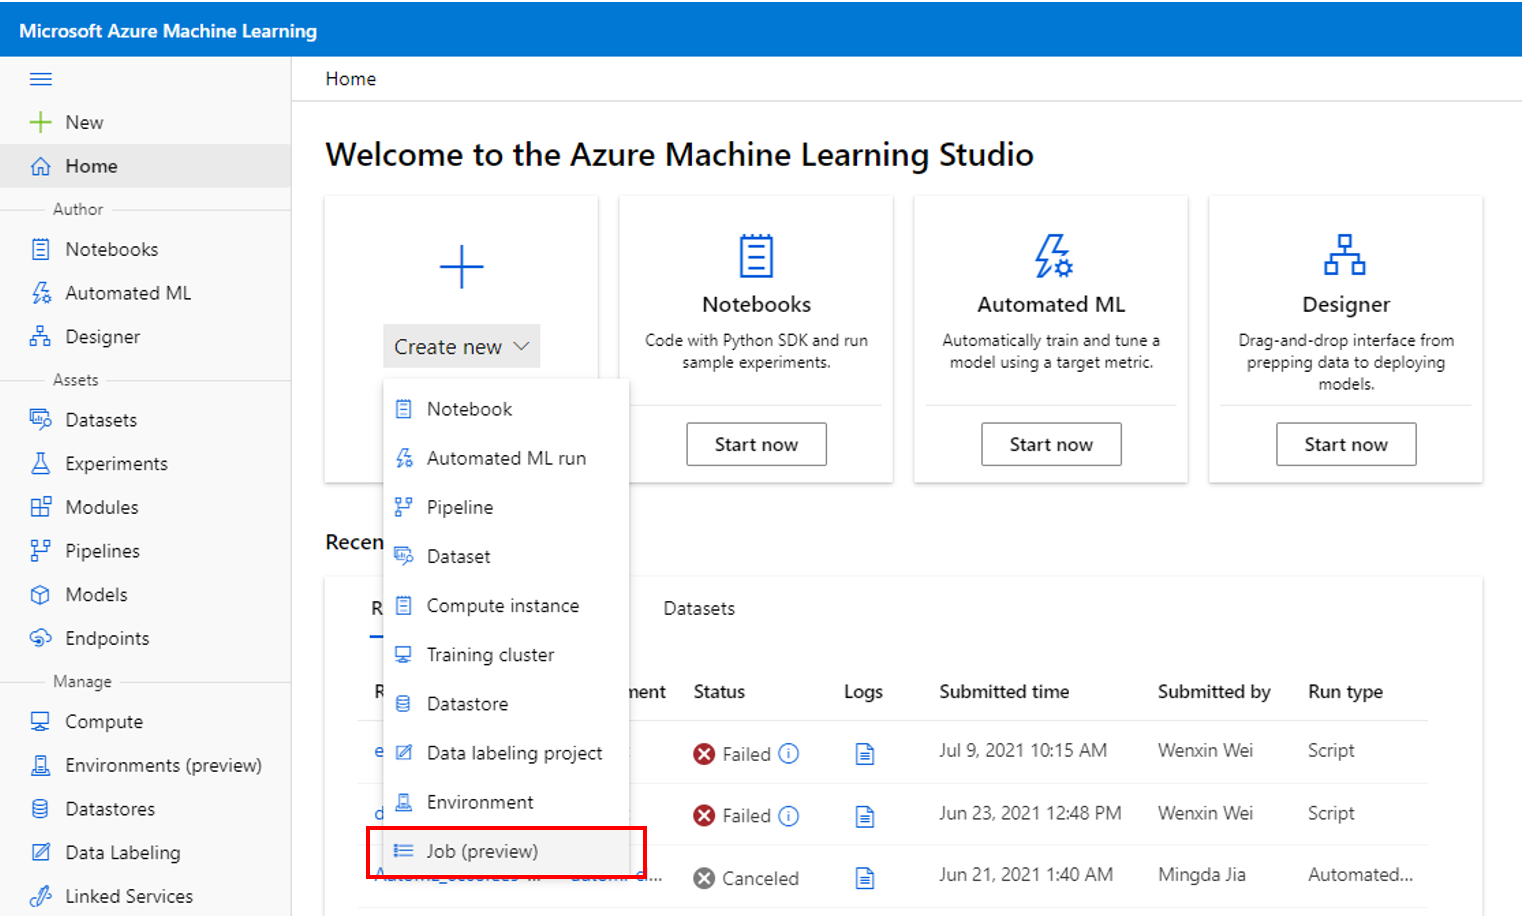 Microsoft Azure Machine Learning
Home
New
Home
Author
Notebooks
Automated ML
Designer
Assets
Datasets
Experiments
Modules
Pipelines
Models
Endpoints
Manage
Compute
Environments (preview)
Datastores
Data Labeling
Linked Services
Welcome to the Azure Machine Learning Studio
Create new
Notebook
Automated ML run
Pipeline
Dataset
Compute instance
Training cluster
Datastore
Data labeling project
Environment
Job (preview)
Notebooks
Code with Python SDK and run
sample experiments.
Start now
Automated ML
Automatically train and tune a
model using a target metric.
Start now
Designer
Drag-and-drop interface from
prepping data to deploying
models.
Start now
Recen
R Datasets
R ment Status Logs Submitted time Submitted by Run type
e Failed Jul 9, 2021 10:15 AM Wenxin Wei Script
d Failed Jun 23, 2021 12:48 PM Wenxin Wei Script
Canceled Jun 21, 2021 1:40 AM Mingda Jia Automated...